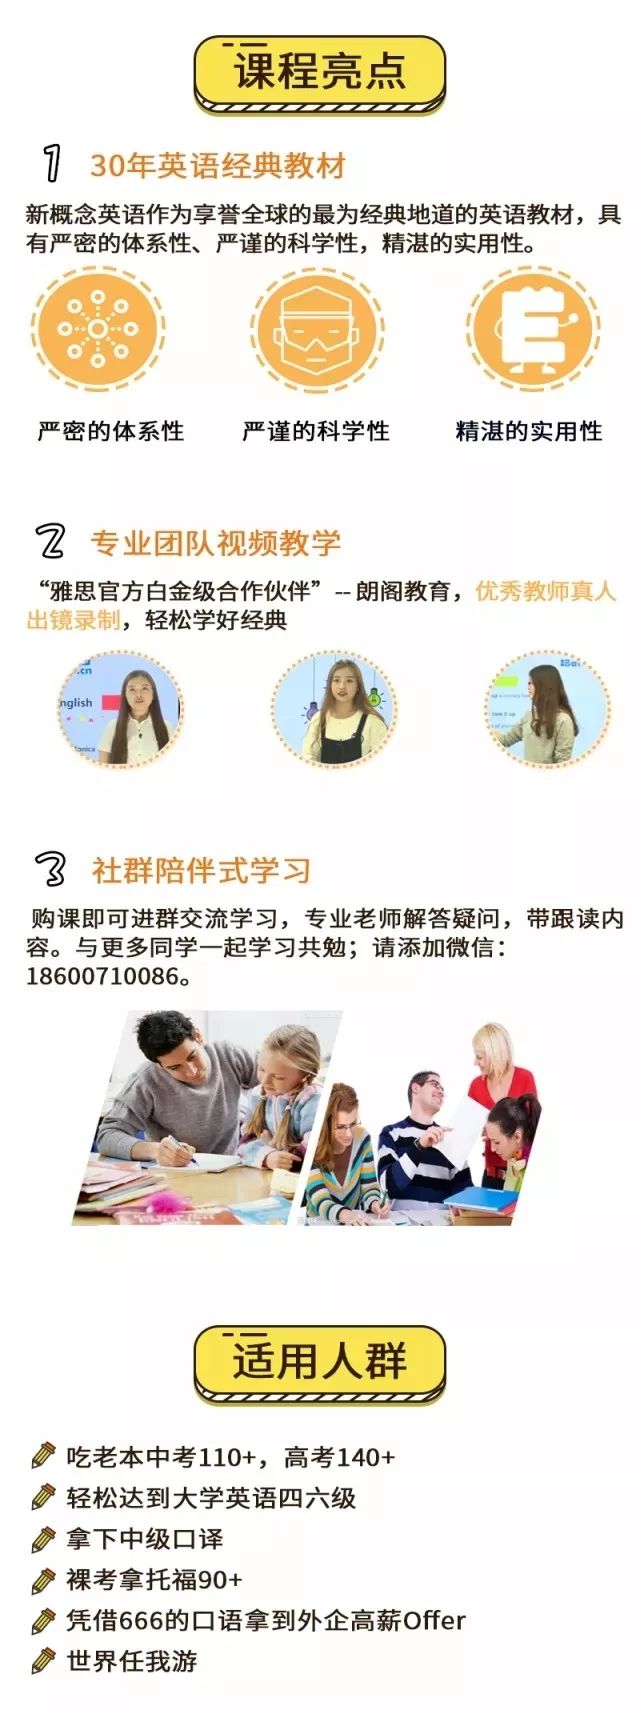 课程亮点
1 30年英语经典教材
新概念英语作为享誉全球的最为经典地道的英语教材，具
有严密的体系性、严谨的科学性，精湛的实用性。
严密的体系性 严谨的科学性 精湛的实用性
2 专业团队视频教学
“雅思官方白金级合作伙伴”-- 朗阁教育，优秀教师真人
出镜录制，轻松学好经典
.cn
nglish
onica
3 社群陪伴式学习
购课即可进群交流学习，专业老师解答疑问，带跟读内
容。与更多同学一起学习共勉；请添加微信：
18600710086。
适用人群
吃老本中考110+，高考140+
轻松达到大学英语四六级
拿下中级口译
裸考拿托福90+
凭借666的口语拿到外企高薪Offer
世界任我游